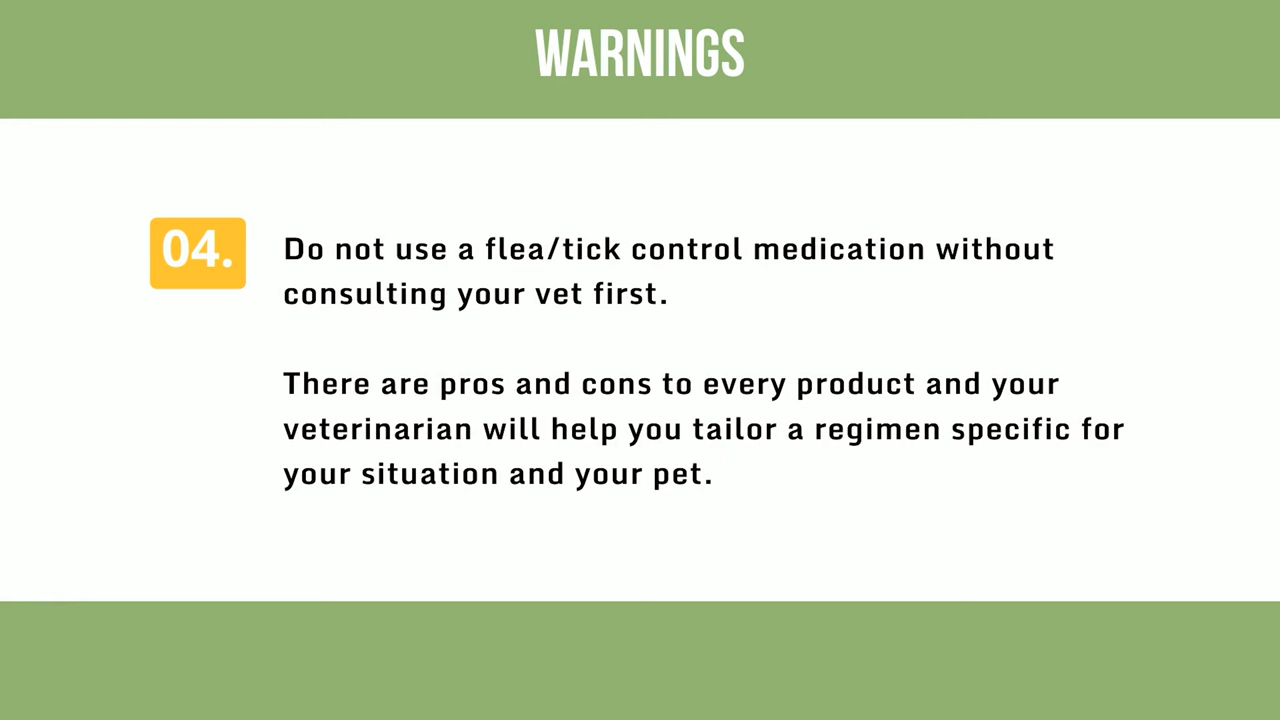 WARNINGS
04.
Do not use a flea/tick control medication without
consulting your vet first.
There are pros and cons to every product and your
veterinarian will help you tailor a regimen specific for
your situation and your pet.